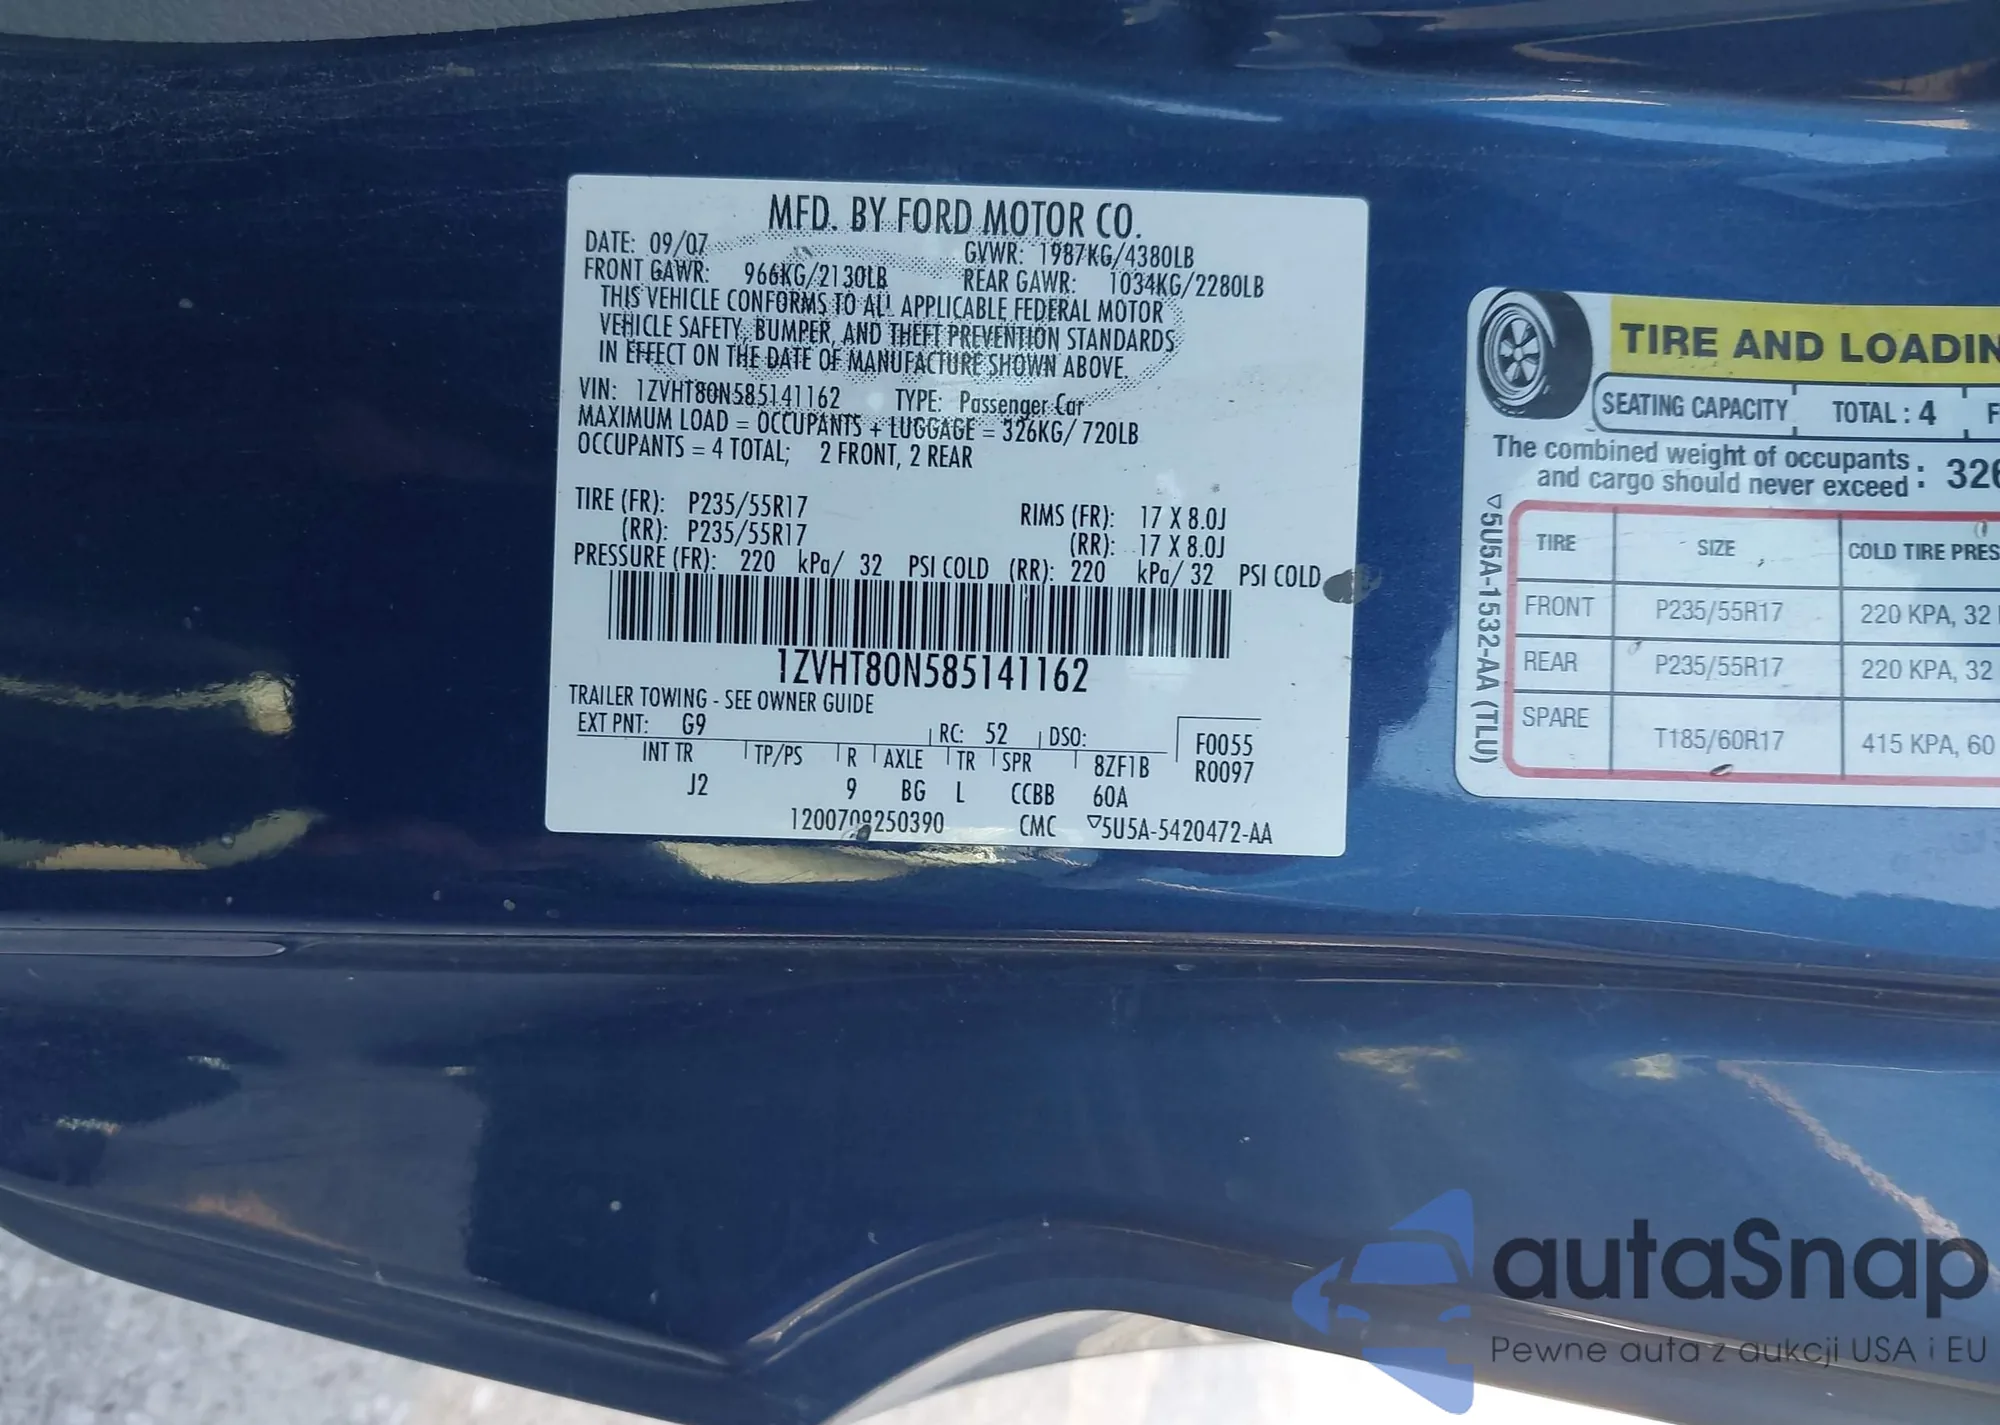 MFD. BY FORD MOTOR CO.
DATE: 09/07 GVWR: 1987KG/4380LB
FRONT GAWR: 966KG/2130LB REAR GAWR: 1034KG/2280LB
THIS VEHICLE CONFORMS TO ALL APPLICABLE FEDERAL MOTOR
VEHICLE SAFETY, BUMPER, AND THEFT PREVENTION STANDARDS
IN EFFECT ON THE DATE OF MANUFACTURE SHOWN ABOVE.
VIN: 1ZVHT80N585141162 TYPE: Passenger Car
MAXIMUM LOAD = OCCUPANTS + LUGGAGE = 326KG/ 720LB
OCCUPANTS = 4 TOTAL; 2 FRONT, 2 REAR
TIRE (FR): P235/55R17 RIMS (FR): 17 X 8.0J
(RR): P235/55R17 (RR): 17 X 8.0J
PRESSURE (FR): 220 kPa/ 32 PSI COLD (RR): 220 kPa/ 32 PSI COLD
1ZVHT80N585141162
TRAILER TOWING - SEE OWNER GUIDE
EXT PNT: G9 RC: 52 DSO: F0055
INT TR TP/PS R AXLE TR SPR 8ZF1B R0097
J2 9 BG L CCBB 60A
1200709250390 CMC ▽5U5A-5420472-AA
TIRE AND LOADIN
SEATING CAPACITY TOTAL : 4 F
The combined weight of occupants : 326
and cargo should never exceed
▽5U5A-1532-AA (TLU)
TIRE SIZE COLD TIRE PRES
FRONT P235/55R17 220 KPA, 32
REAR P235/55R17 220 KPA, 32
SPARE T185/60R17 415 KPA, 60
autaSnap
Pewne auta z aukcji USA i EU